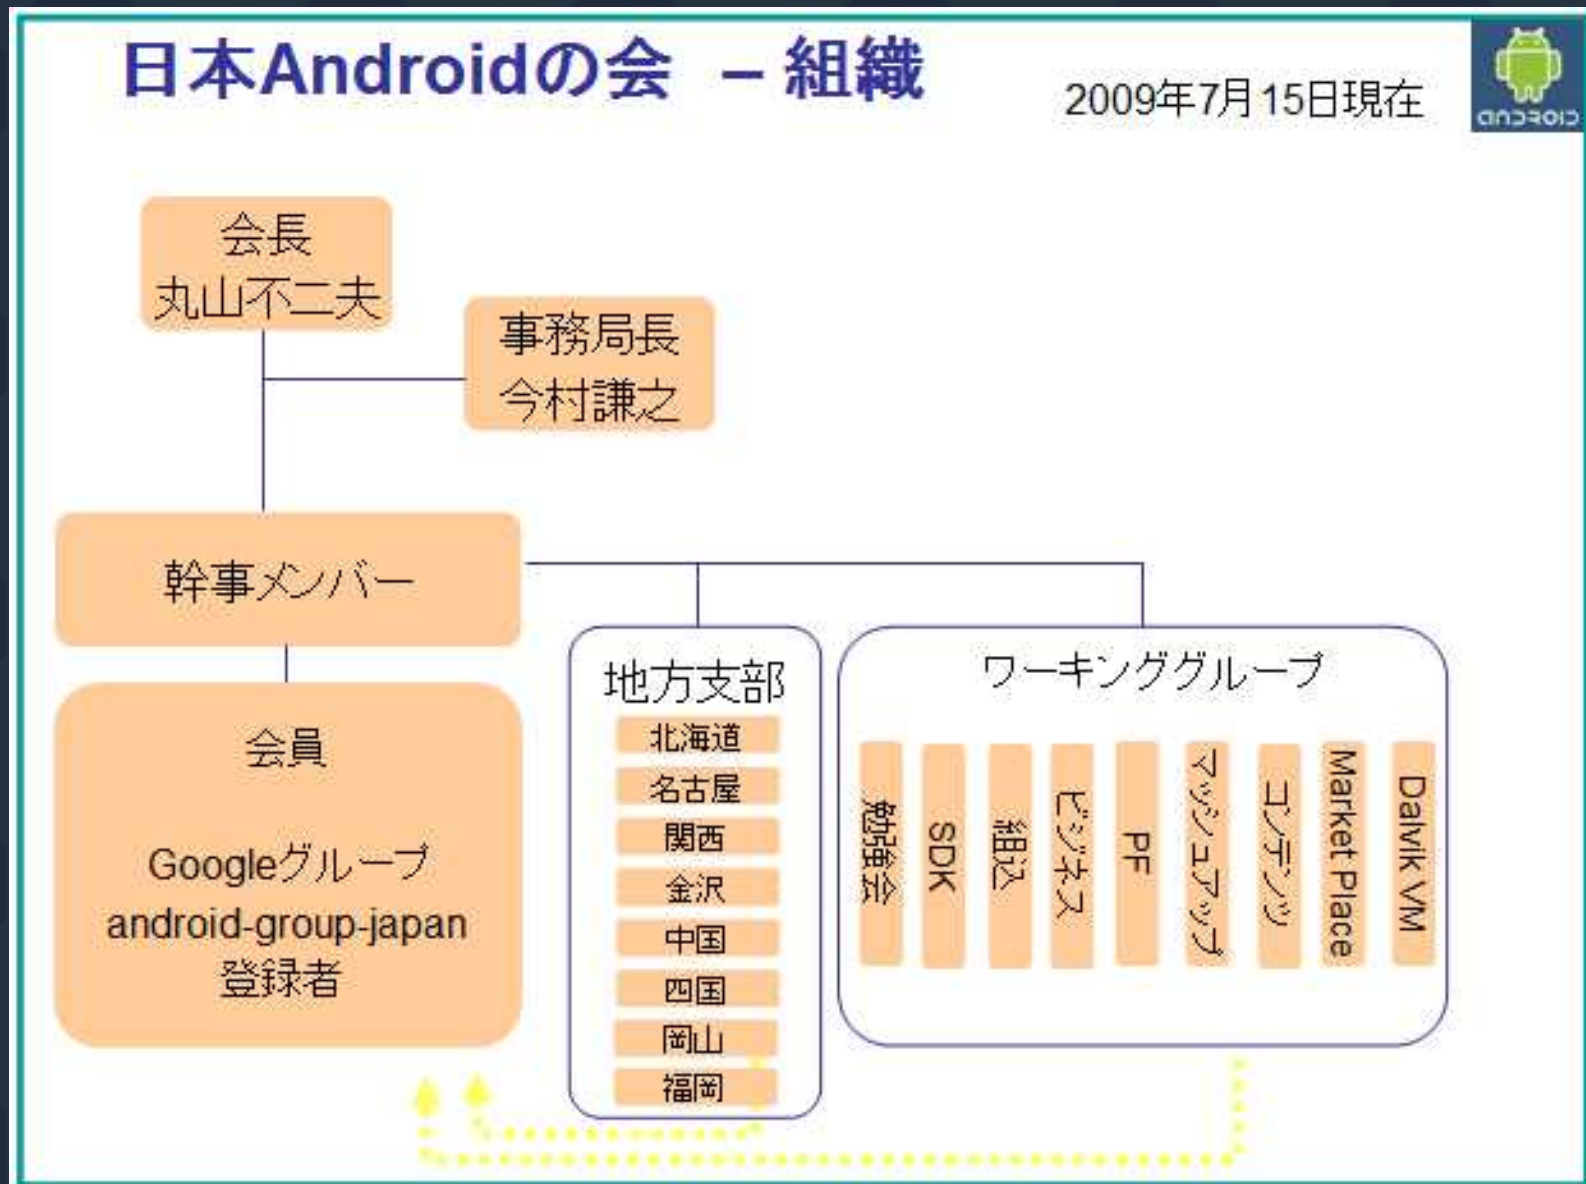 日本Androidの会 – 組織
2009年7月15日現在
ANDROID
会長
丸山不二夫
事務局長
今村謙之
幹事メンバー
会員
Googleグループ
android-group-japan
登録者
地方支部
北海道
名古屋
関西
金沢
中国
四国
岡山
福岡
ワーキンググループ
勉強会
SDK
組込
ビジネス
PF
マッシュアップ
コンテンツ
Market Place
Dalvik VM